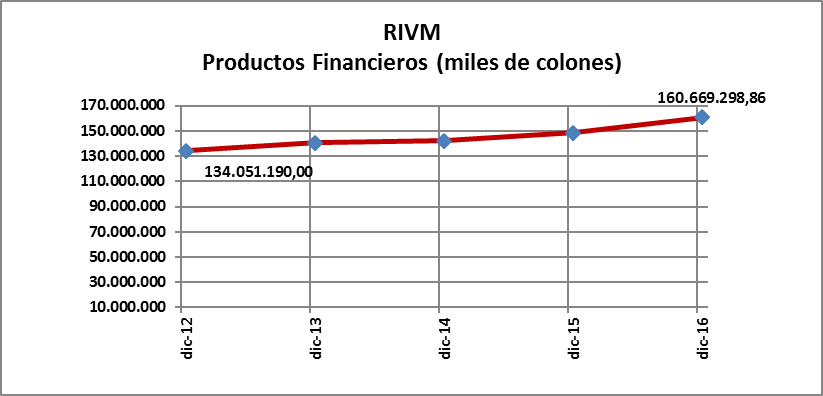 RIVM
Productos Financieros (miles de colones)
160.669.298,86
170.000.000
150.000.000
130.000.000
134.051.190,00
110.000.000
90.000.000
70.000.000
50.000.000
30.000.000
10.000.000
dic-12
dic-13
dic-14
dic-15
dic-16